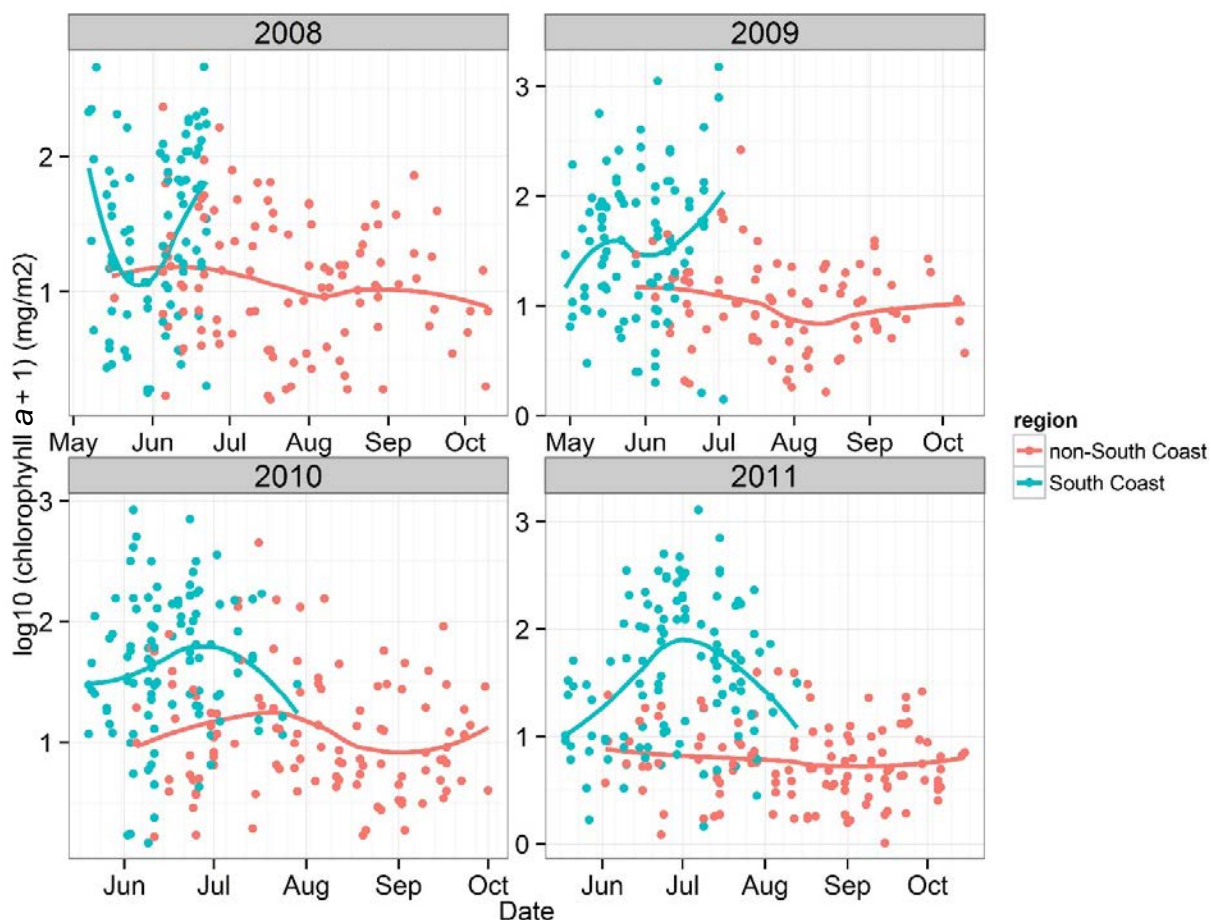 2008
2009
2
1
3
2
1
0
May Jun Jul Aug Sep Oct
May Jun Jul Aug Sep Oct
2010
2011
3
2
1
3
2
1
0
Jun Jul Aug Sep Oct
Jun Jul Aug Sep Oct
log10 (chlorophyll a + 1) (mg/m2)
Date
region
non-South Coast
South Coast